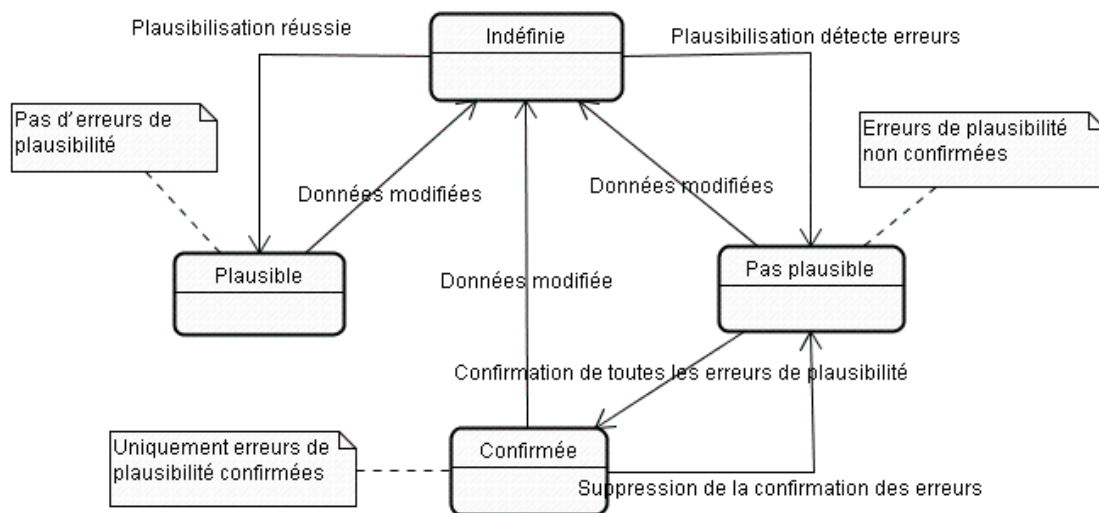 Plausibilisation réussie
Indéfinie
Plausibilisation détecte erreurs
Pas d'erreurs de
plausibilité
Erreurs de plausibilité
non confirmées
Données modifiées
Données modifiées
Plausible
Données modifiée
Pas plausible
Confirmation de toutes les erreurs de plausibilité
Uniquement erreurs de
plausibilité confirmées
Confirmée
Suppression de la confirmation des erreurs